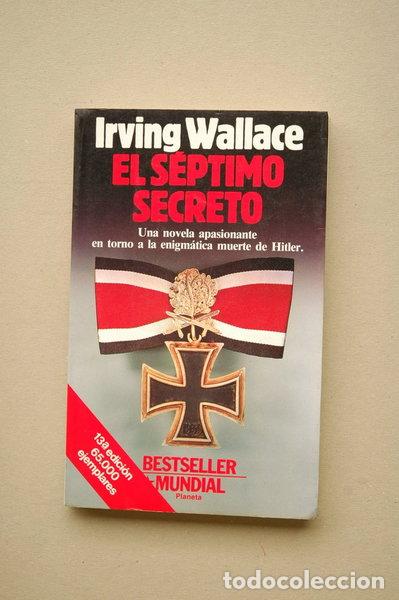 Irving Wallace
EL SÉPTIMO
SECRETO
Una novela apasionante
en torno a la enigmática muerte de Hitler.
1939
13a edición
65.000
ejemplares
BESTSELLER
MUNDIAL
Planeta
todocoleccion